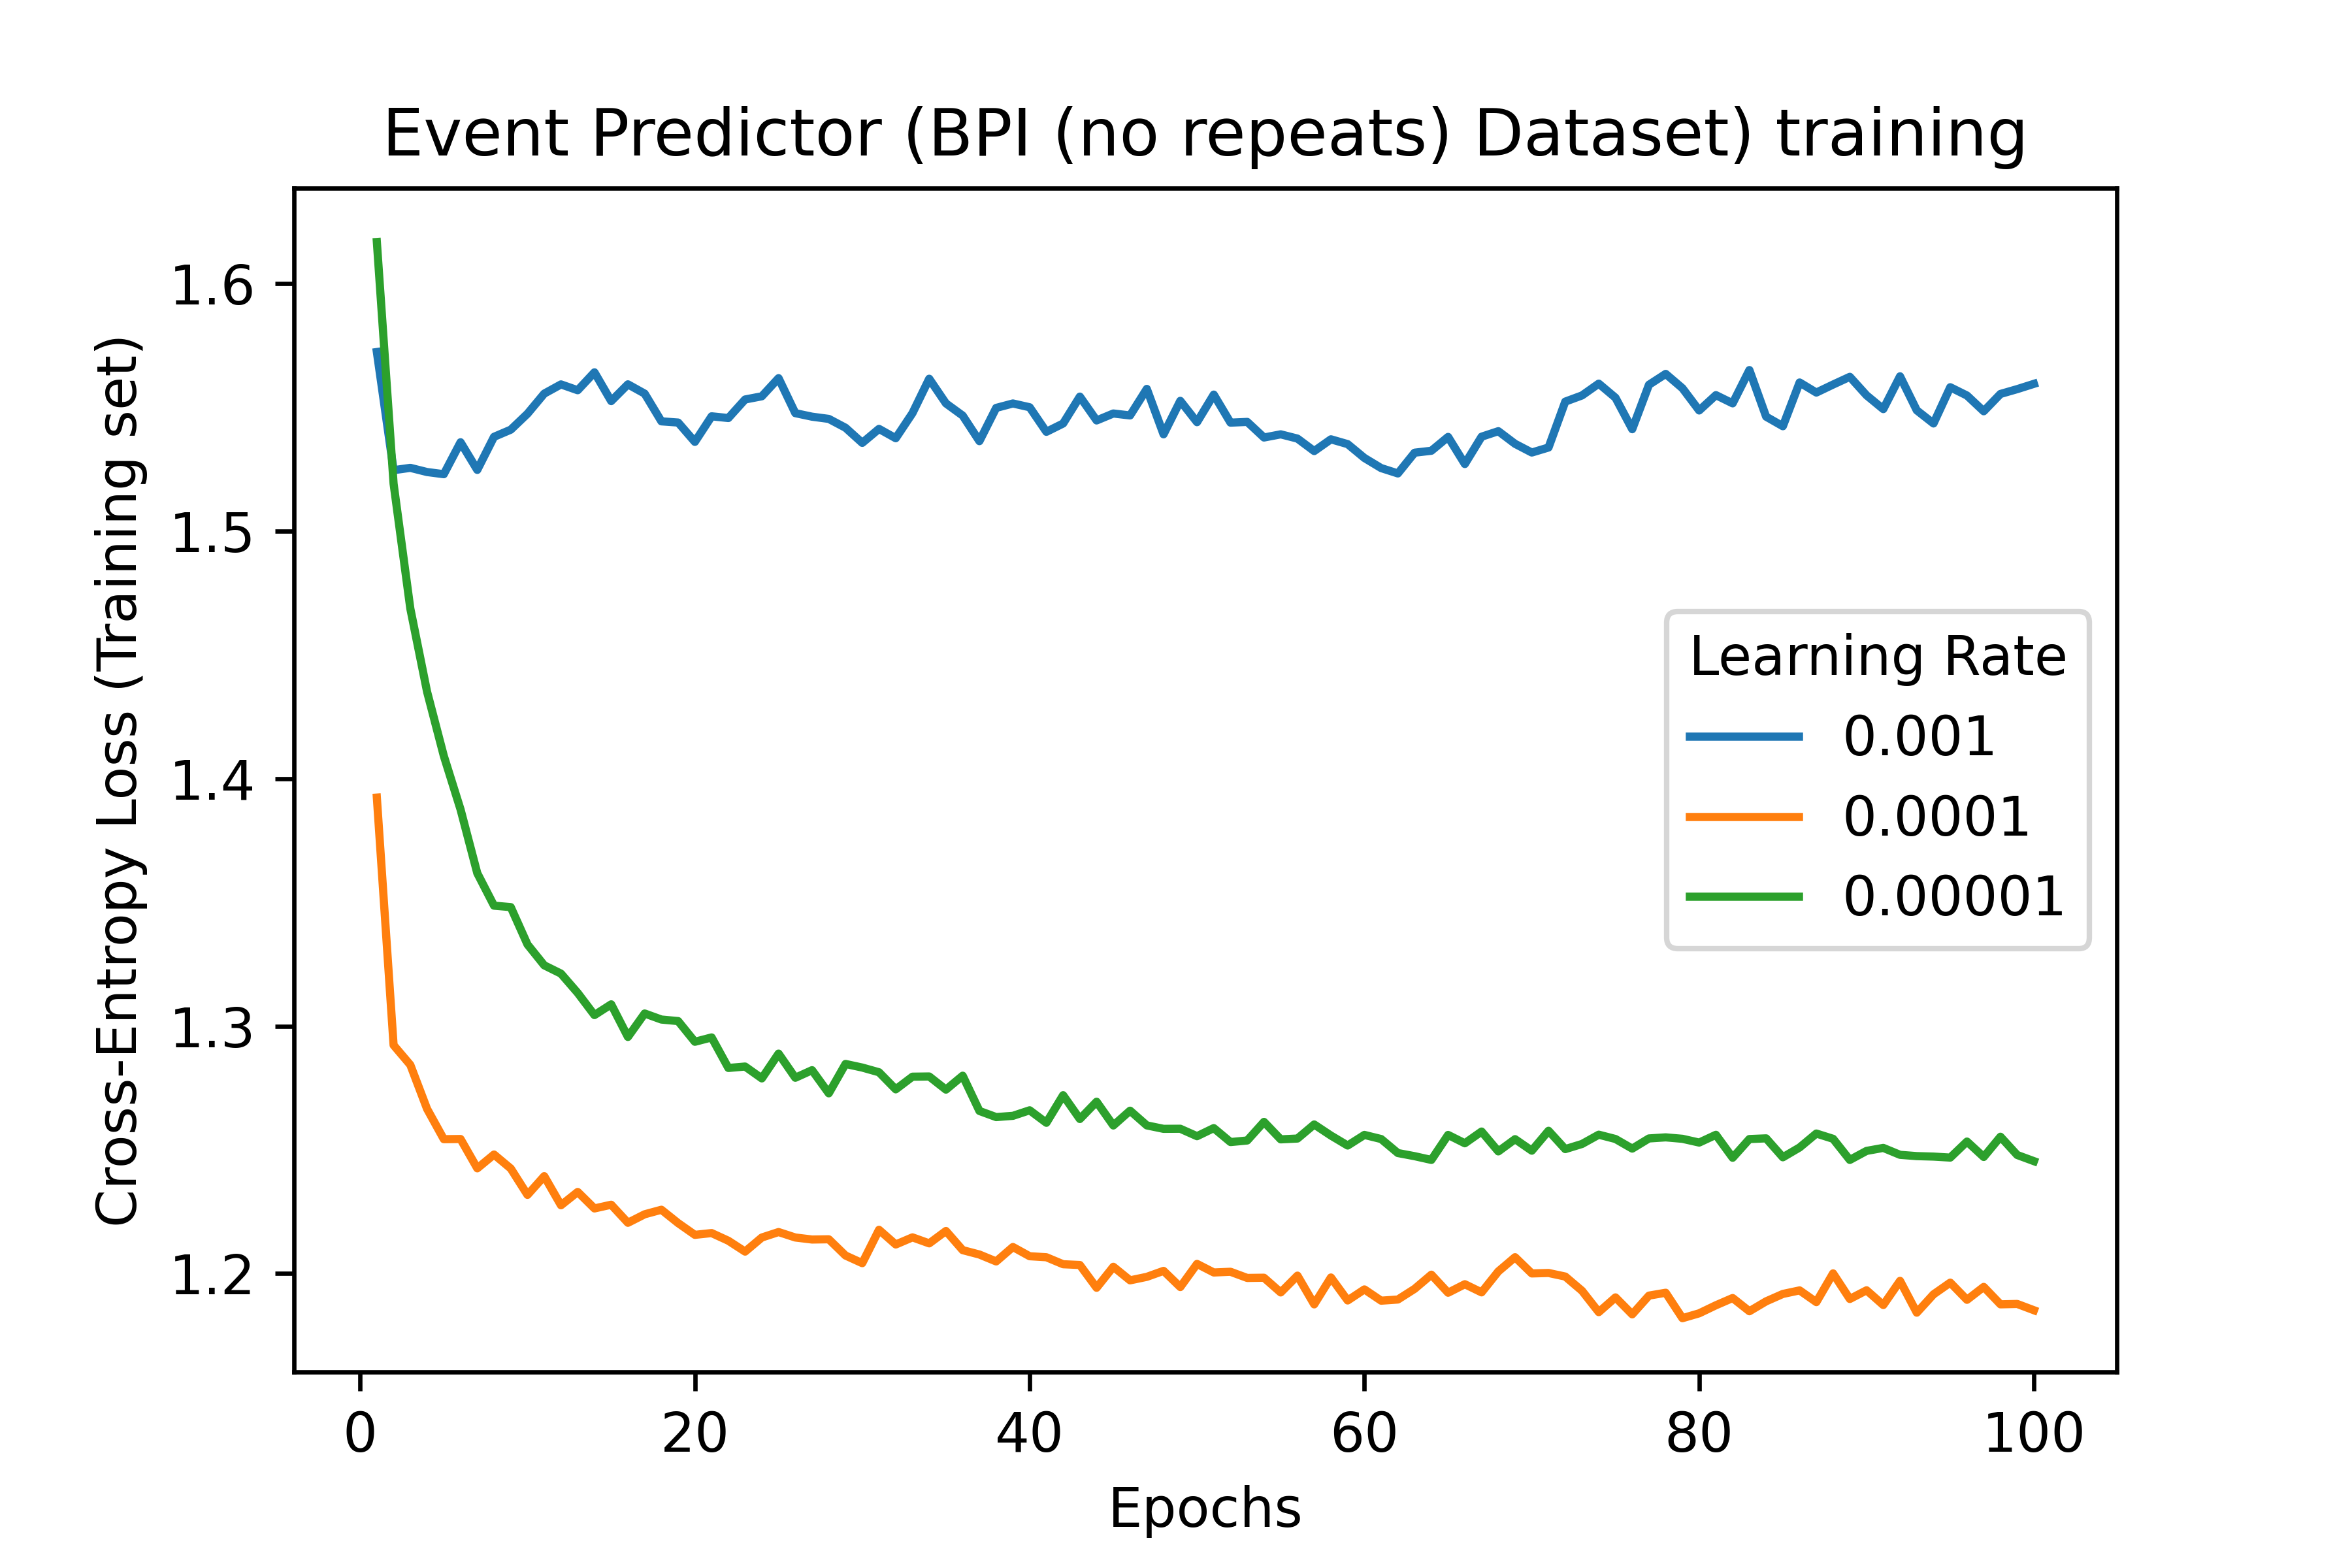 Event Predictor (BPI (no repeats) Dataset) training
Cross-Entropy Loss (Training set)
1.6
1.5
1.4
1.3
1.2
Learning Rate
0.001
0.0001
0.00001
0 20 40 60 80 100
Epochs